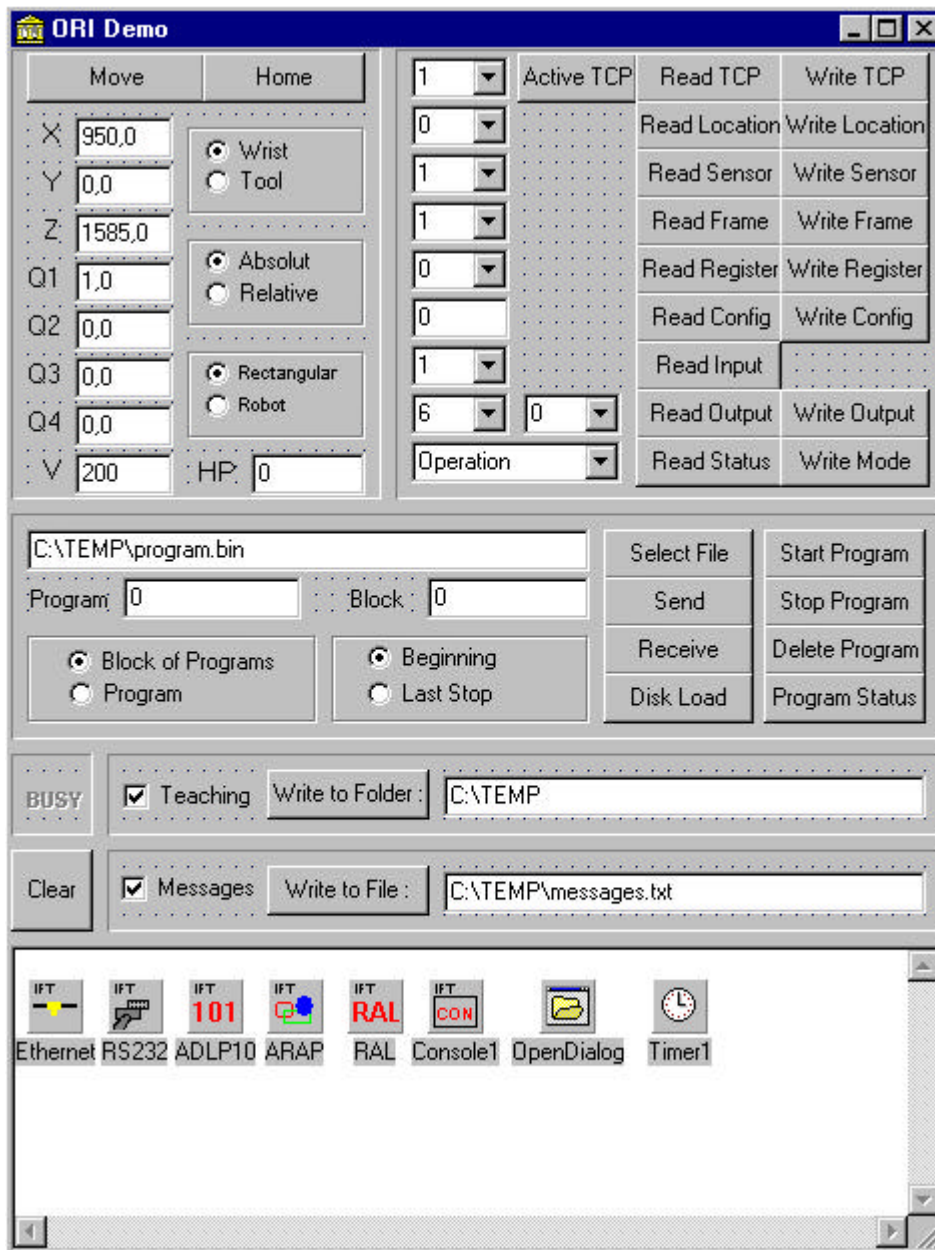 ORI Demo
Move Home
X 950,0
Y 0,0
Z 1585,0
Q1 1,0
Q2 0,0
Q3 0,0
Q4 0,0
V 200 HP 0
Wrist
Tool
Absolut
Relative
Rectangular
Robot
1 Active TCP Read TCP Write TCP
0 Read Location Write Location
1 Read Sensor Write Sensor
1 Read Frame Write Frame
0 Read Register Write Register
0 Read Config Write Config
1 Read Input
6 0 Read Output Write Output
Operation Read Status Write Mode
C:\TEMP\program.bin
Program 0 Block 0
Block of Programs
Program
Beginning
Last Stop
Select File Start Program
Send Stop Program
Receive Delete Program
Disk Load Program Status
BUSY Teaching Write to Folder : C:\TEMP
Clear Messages Write to File : C:\TEMP\messages.txt
IFT IFT IFT IFT IFT IFT
101 RAL CON
Ethernet RS232 ADLP10 ARAP RAL Console1 OpenDialog Timer1